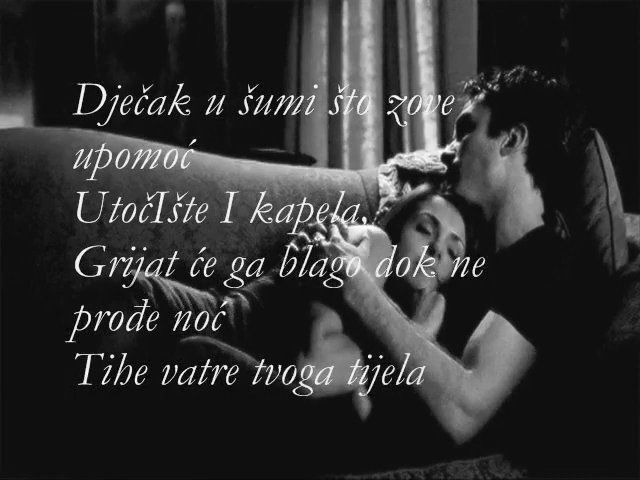 Dječak u šumi što zove
upomoć
UtočIšte I kapela,
Grijat će ga blago dok ne
prođe noć
Tihe vatre tvoga tijela